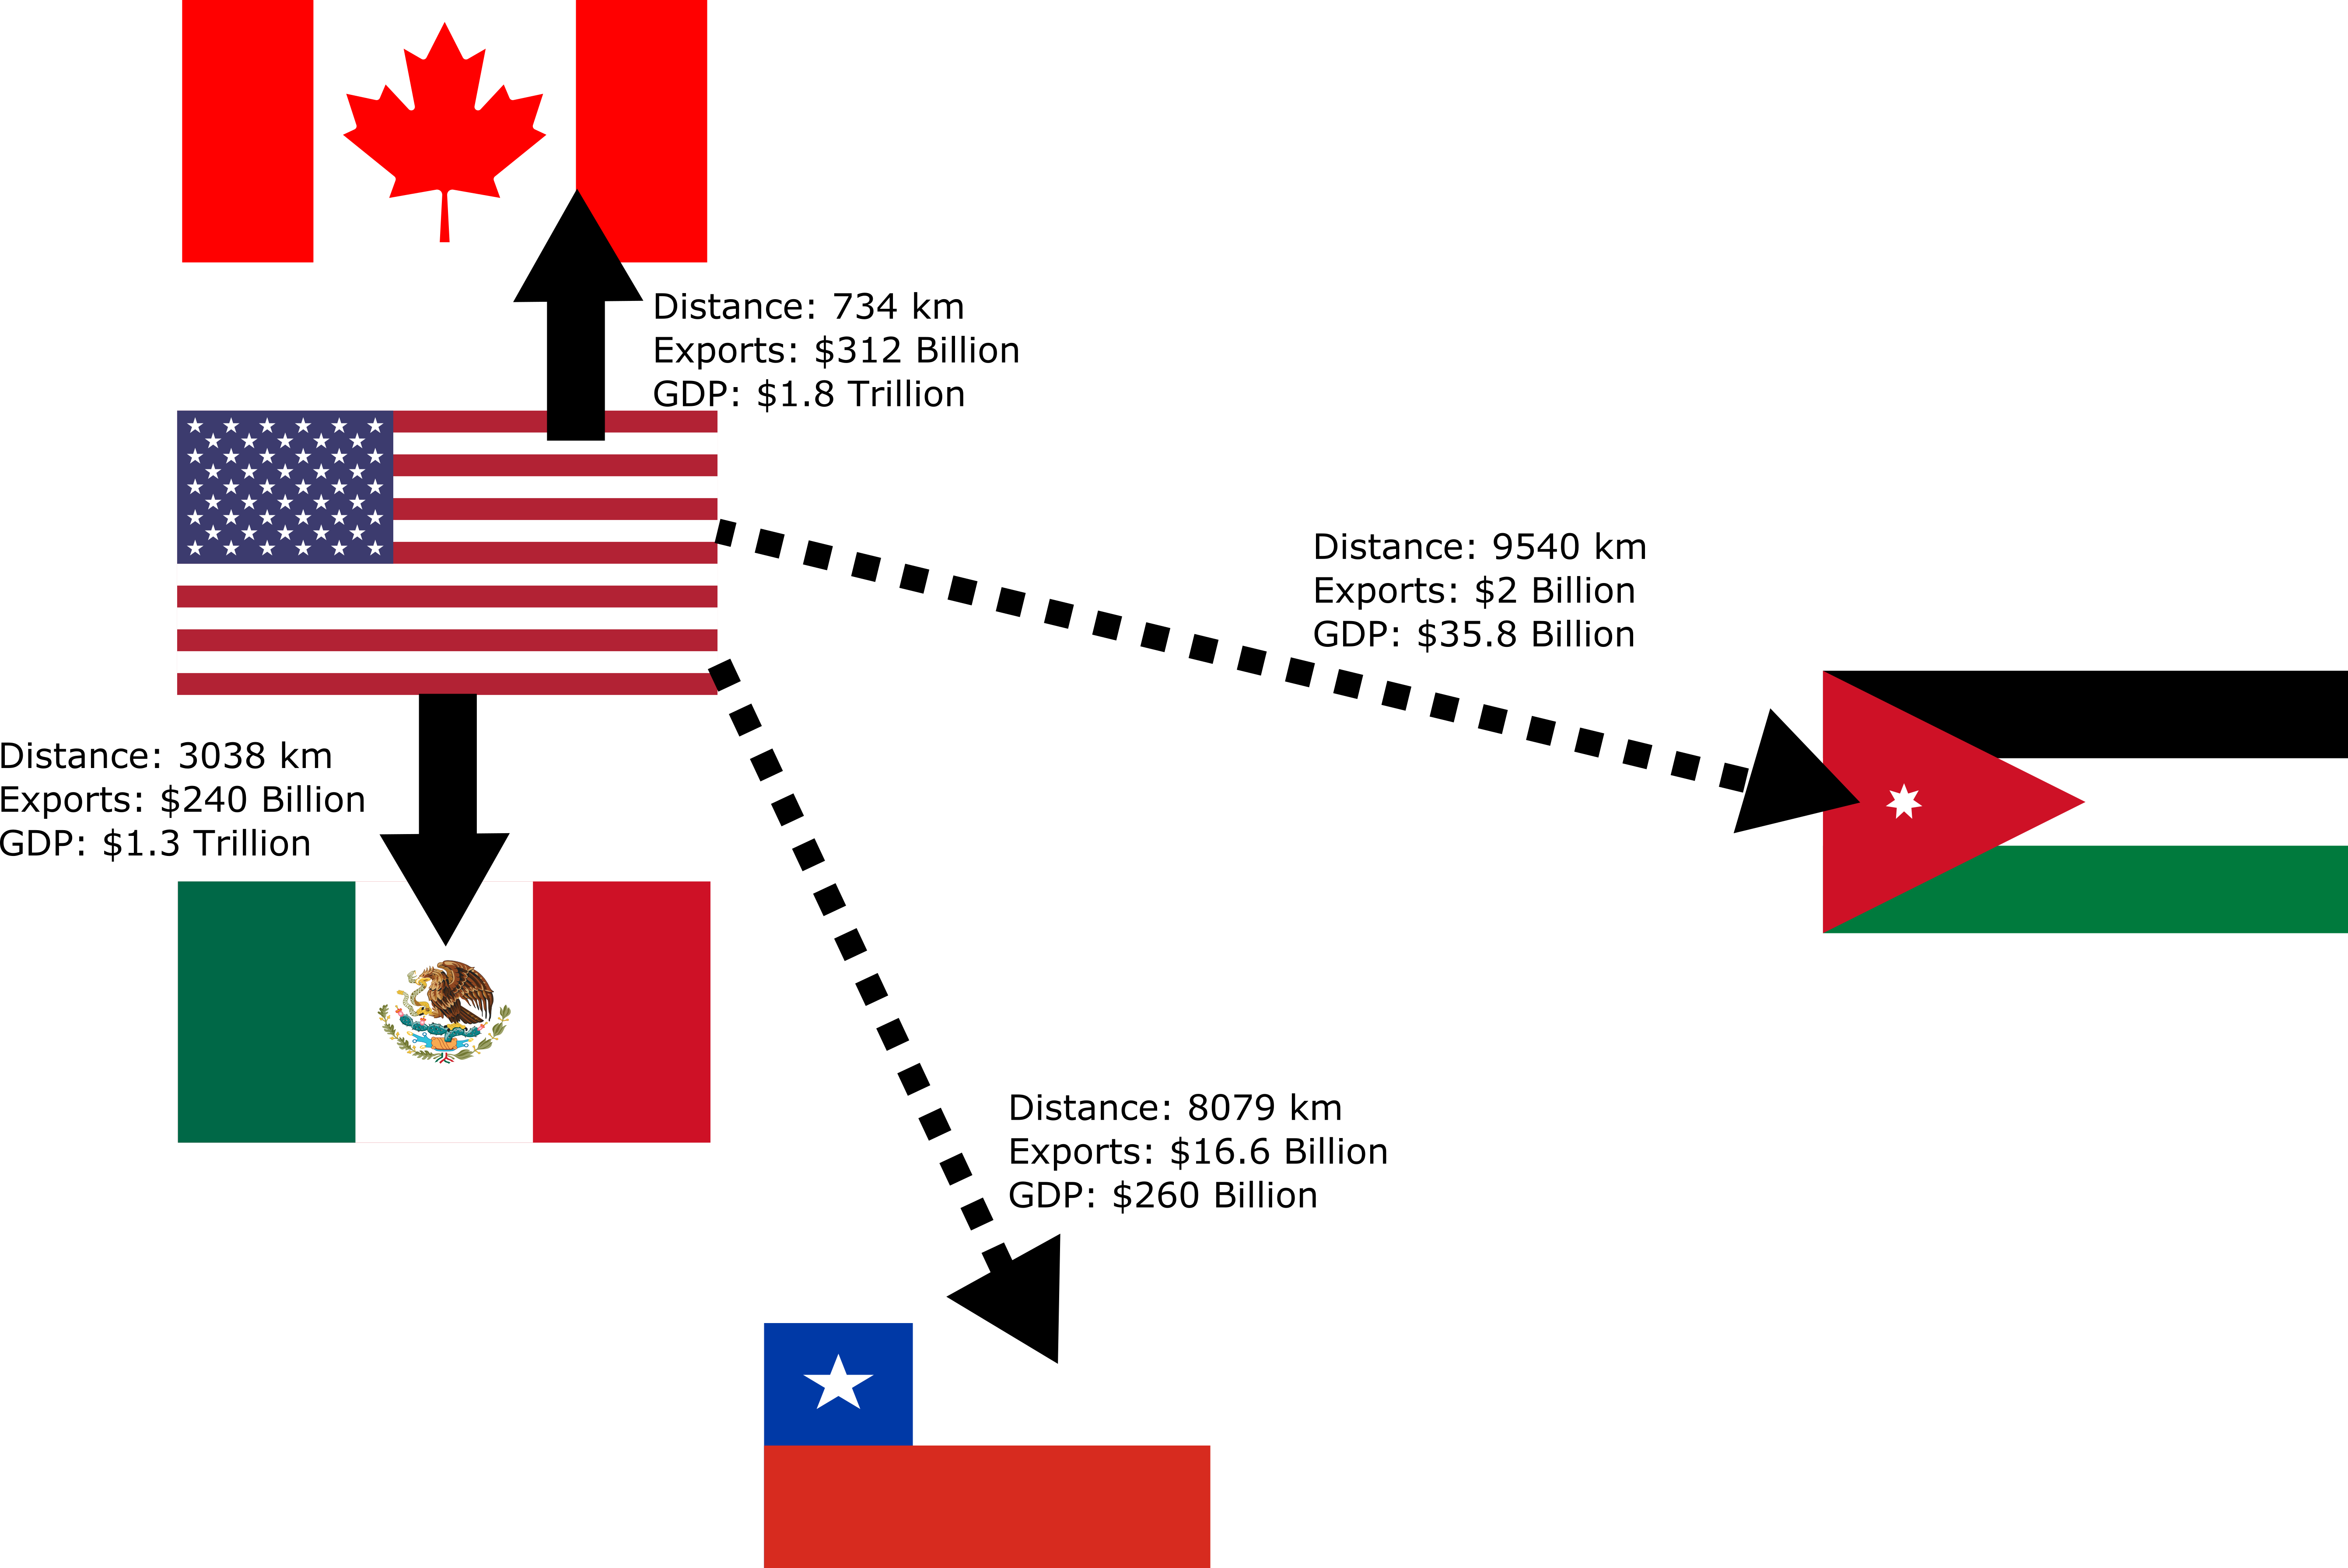 Distance: 734 km
Exports: $312 Billion
GDP: $1.8 Trillion
Distance: 9540 km
Exports: $2 Billion
GDP: $35.8 Billion
Distance: 3038 km
Exports: $240 Billion
GDP: $1.3 Trillion
Distance: 8079 km
Exports: $16.6 Billion
GDP: $260 Billion